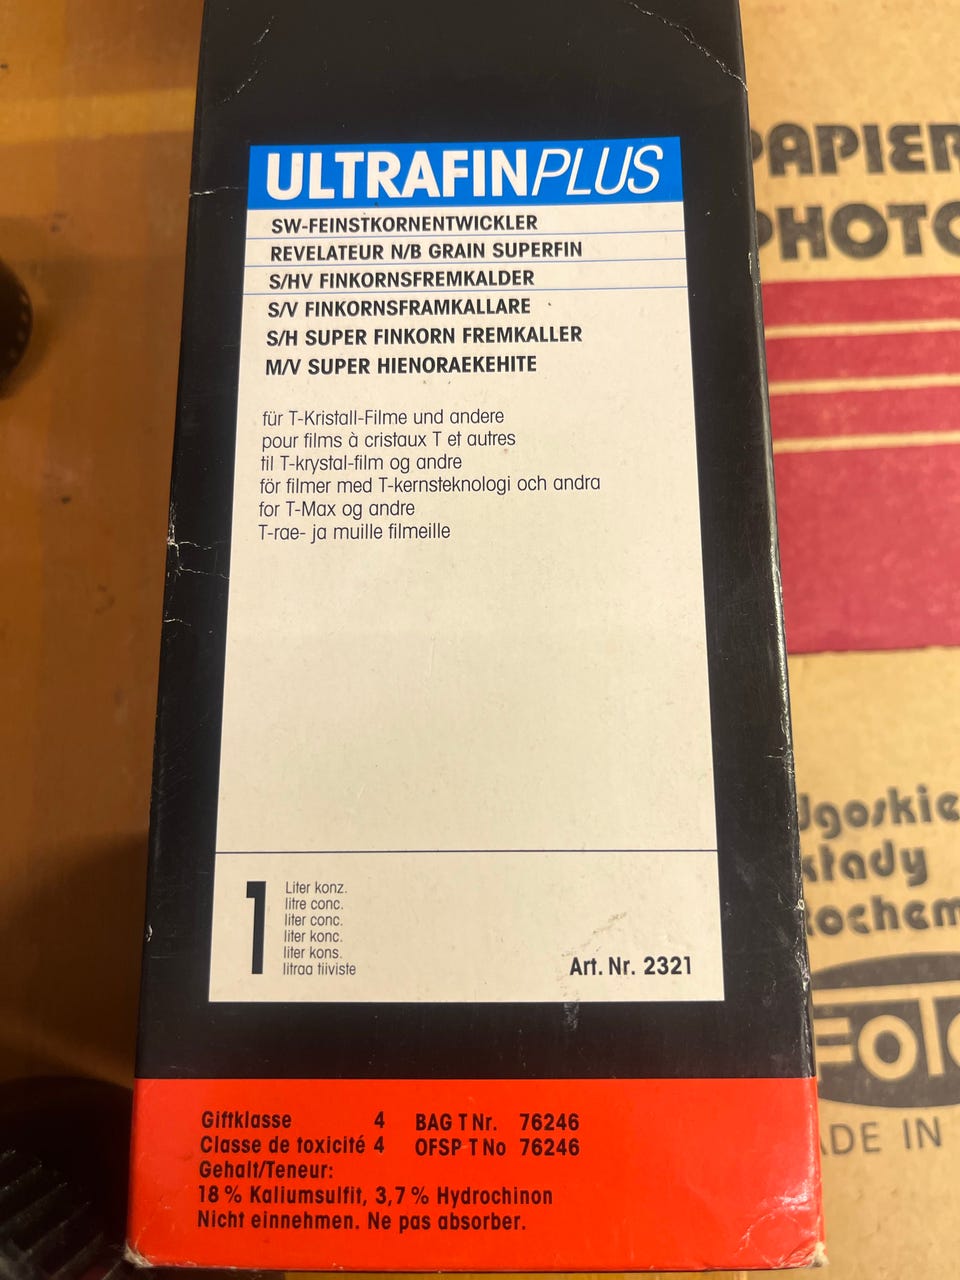 ULTRAFINPLUS
SW-FEINSTKORNENTWICKLER
REVELATEUR N/B GRAIN SUPERFIN
S/HV FINKORNSFREMKALDER
S/V FINKORNSFRAMKALLARE
S/H SUPER FINKORN FREMKALLER
M/V SUPER HIENORAEKEHITE
für T-Kristall-Filme und andere
pour films à cristaux T et autres
til T-krystal-film og andre
för filmer med T-kernsteknologi och andra
for T-Max og andre
T-rae- ja muille filmeille
1
Liter konz.
litre conc.
liter conc.
liter konc.
liter kons.
litraa tiiviste
Art. Nr. 2321
Giftklasse 4 BAG T Nr. 76246
Classe de toxicité 4 OFSP T No 76246
Gehalt/Teneur:
18 % Kaliumsulfit, 3,7 % Hydrochinon
Nicht einnehmen. Ne pas absorber.
PAPIER
PHOTO
IN